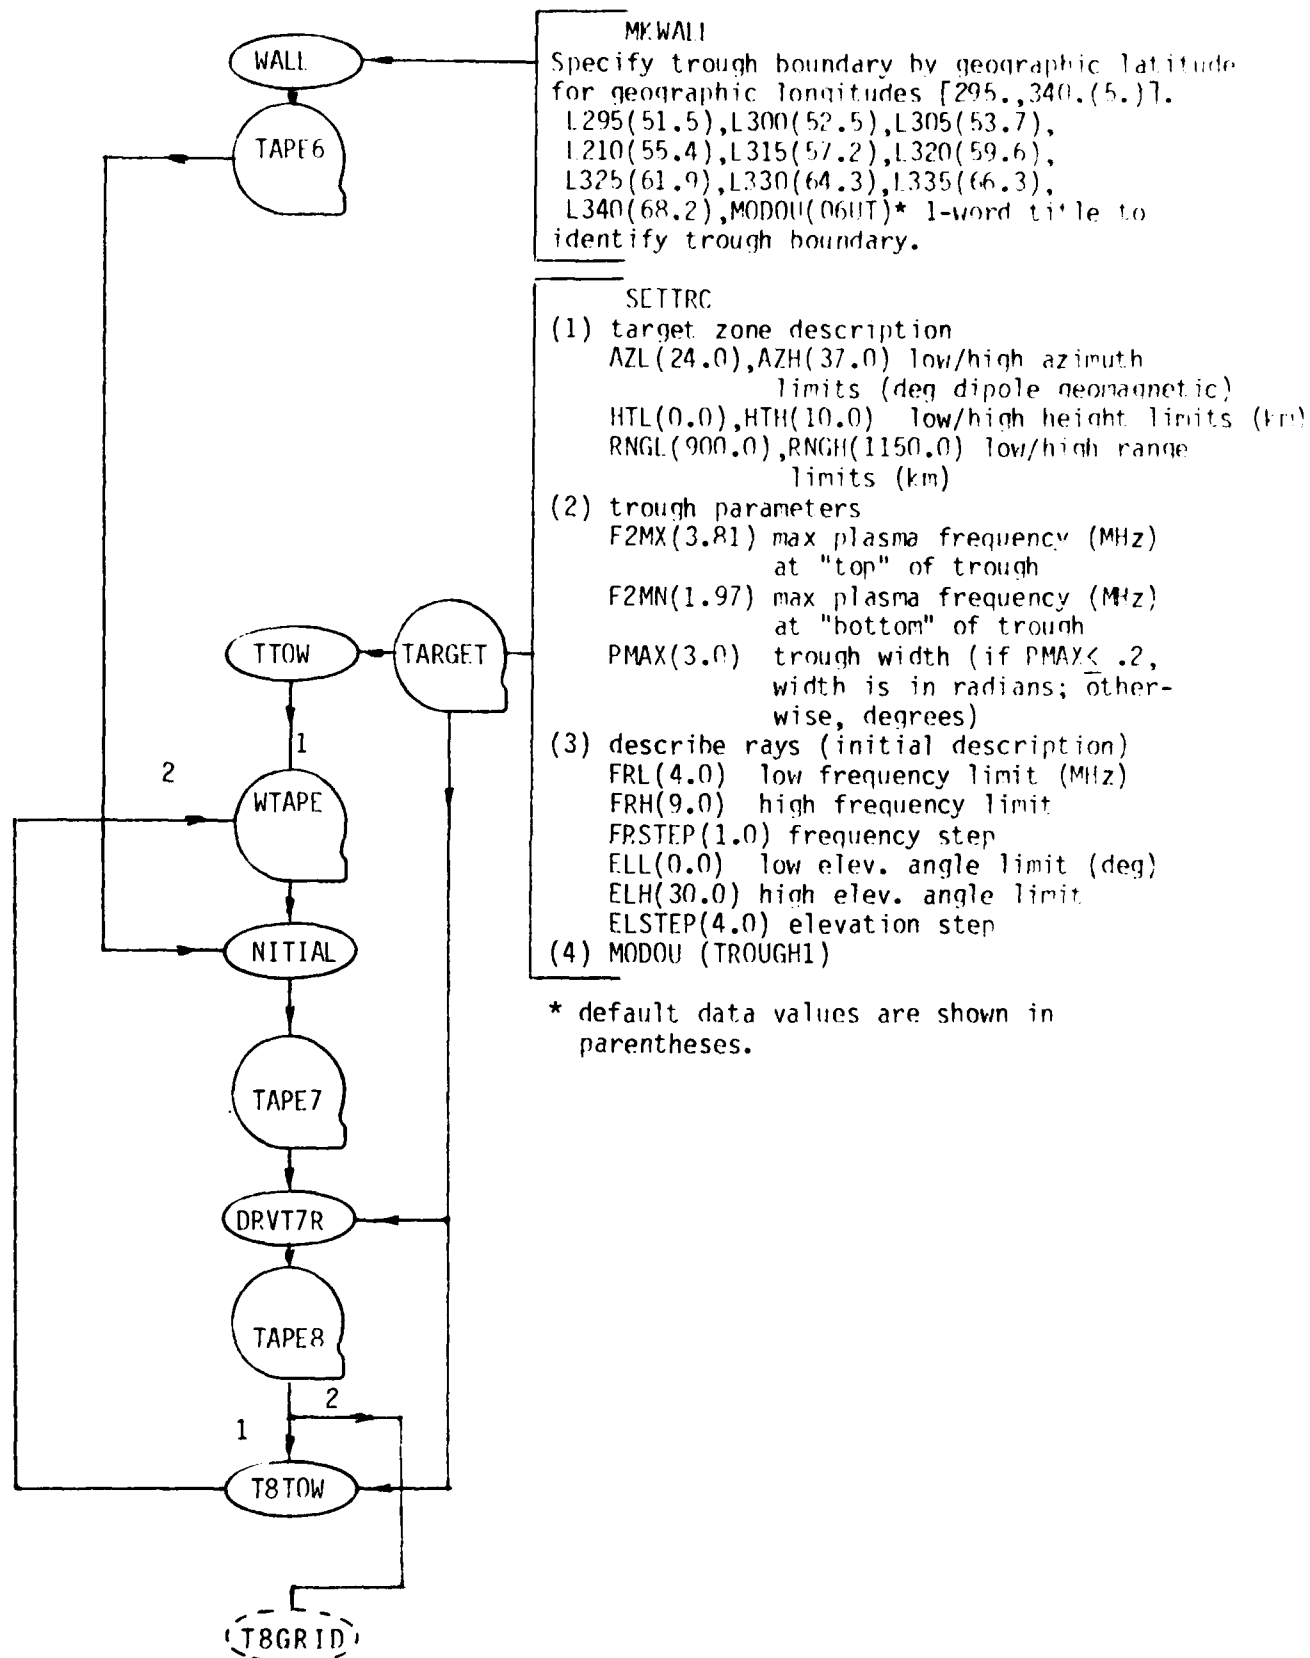 MKWALL
WALL
Specify trough boundary by geographic latitude
for geographic longitudes [295.,340.(5.)].
L295(51.5),L300(52.5),L305(53.7),
TAPE6
L210(55.4),L315(57.2),L320(59.6),
L325(61.9),L330(64.3),L335(66.3),
L340(68.2),MODOU(06UT)* 1-word title to
identify trough boundary.
SETTRC
(1) target zone description
AZL(24.0),AZH(37.0) low/high azimuth
limits (deg dipole geomagnetic)
HTL(0.0),HTH(10.0) low/high height limits (km)
RNGL(900.0),RNGH(1150.0) low/high range
limits (km)
(2) trough parameters
F2MX(3.81) max plasma frequency (MHz)
at "top" of trough
F2MN(1.97) max plasma frequency (MHz)
at "bottom" of trough
TTOW
TARGET
PMAX(3.0) trough width (if PMAX≤ .2,
width is in radians; other-
wise, degrees)
1
(3) describe rays (initial description)
2
FRL(4.0) low frequency limit (MHz)
WTAPE
FRH(9.0) high frequency limit
FRSTEP(1.0) frequency step
ELL(0.0) low elev. angle limit (deg)
ELH(30.0) high elev. angle limit
ELSTEP(4.0) elevation step
NITIAL
(4) MODOU (TROUGH1)
* default data values are shown in
parentheses.
TAPE7
DRVT7R
TAPE8
2
1
T8TOW
T8GRID